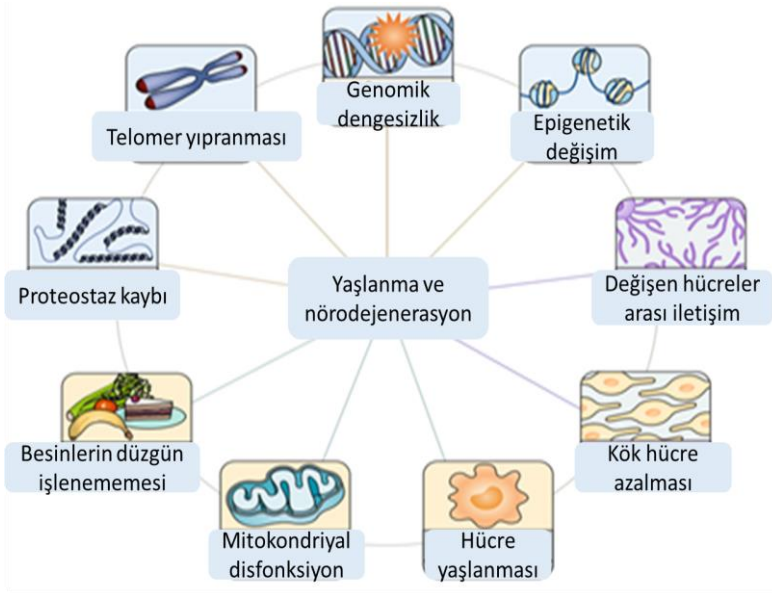 Genomik
dengesizlik
Telomer yıpranması
Epigenetik
değişim
Proteostaz kaybı
Yaşlanma ve
nörodejenerasyon
Değişen hücreler
arası iletişim
Besinlerin düzgün
işlenememesi
Kök hücre
azalması
Mitokondriyal
disfonksiyon
Hücre
yaşlanması